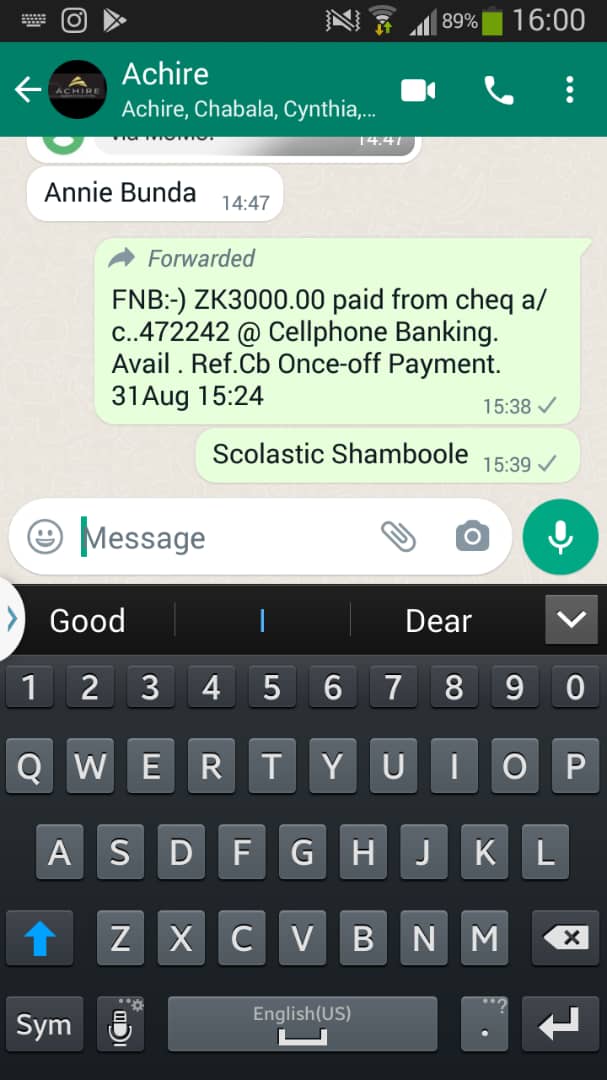 89% 16:00
Achire
ACHIRE
Achire, Chabala, Cynthia,...
14:47
Annie Bunda 14:47
Forwarded
FNB:-) ZK3000.00 paid from cheq a/
c..472242 @ Cellphone Banking.
Avail . Ref.Cb Once-off Payment.
31Aug 15:24
15:38
Scolastic Shamboole 15:39
Message
Good I Dear
1 2 3 4 5 6 7 8 9 0
Q W E R T Y U I O P
A S D F G H J K L
Z X C V B N M
Sym English(US) . ..?